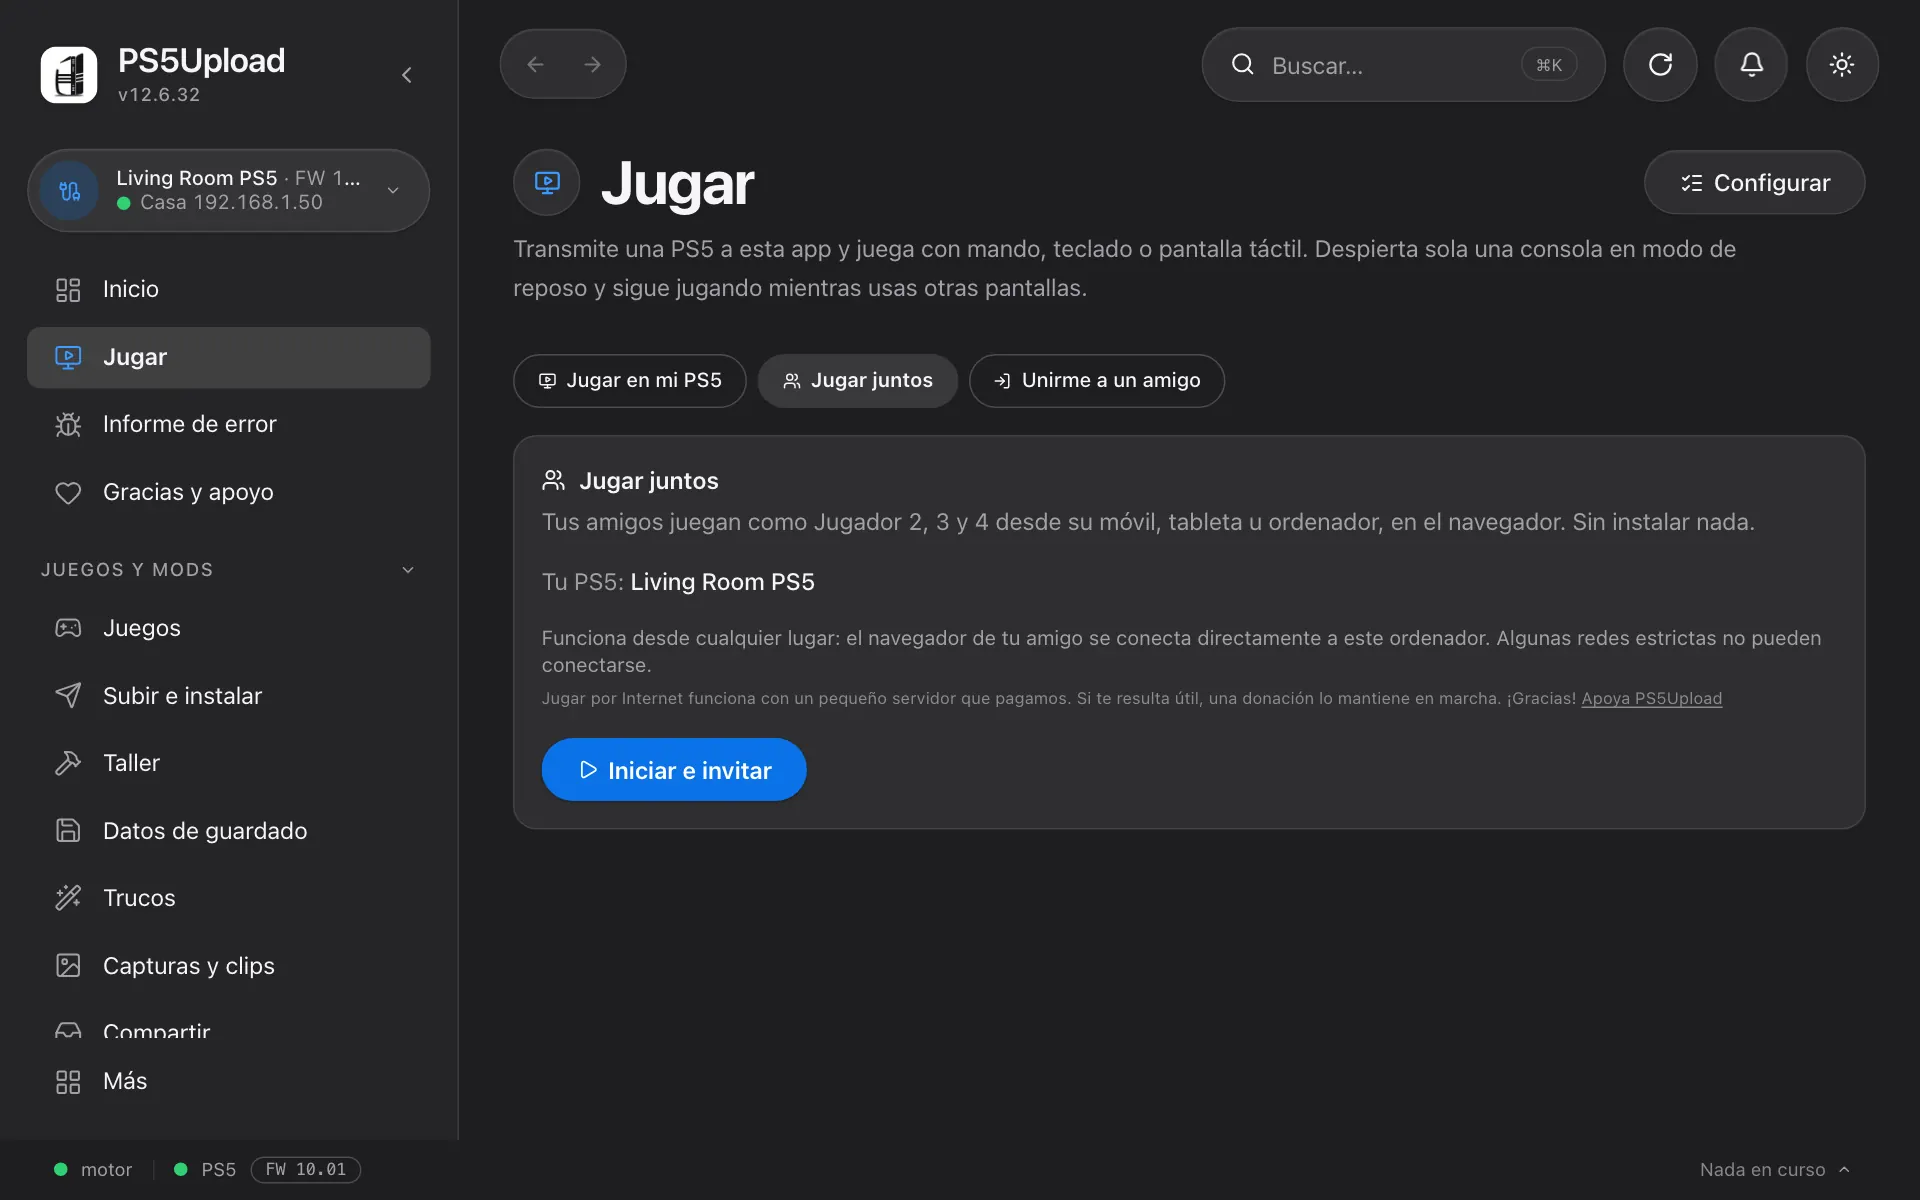 PS5Upload
v12.6.32
Living Room PS5 · FW 1...
Casa 192.168.1.50
Inicio
Jugar
Informe de error
Gracias y apoyo
JUEGOS Y MODS
Juegos
Subir e instalar
Taller
Datos de guardado
Trucos
Capturas y clips
Compartir
Más
Buscar...
⌘K
Jugar
Configurar
Transmite una PS5 a esta app y juega con mando, teclado o pantalla táctil. Despierta sola una consola en modo de
reposo y sigue jugando mientras usas otras pantallas.
Jugar en mi PS5
Jugar juntos
Unirme a un amigo
Jugar juntos
Tus amigos juegan como Jugador 2, 3 y 4 desde su móvil, tableta u ordenador, en el navegador. Sin instalar nada.
Tu PS5: Living Room PS5
Funciona desde cualquier lugar: el navegador de tu amigo se conecta directamente a este ordenador. Algunas redes estrictas no pueden
conectarse.
Jugar por Internet funciona con un pequeño servidor que pagamos. Si te resulta útil, una donación lo mantiene en marcha. ¡Gracias! Apoya PS5Upload
Iniciar e invitar
motor
PS5
FW 10.01
Nada en curso